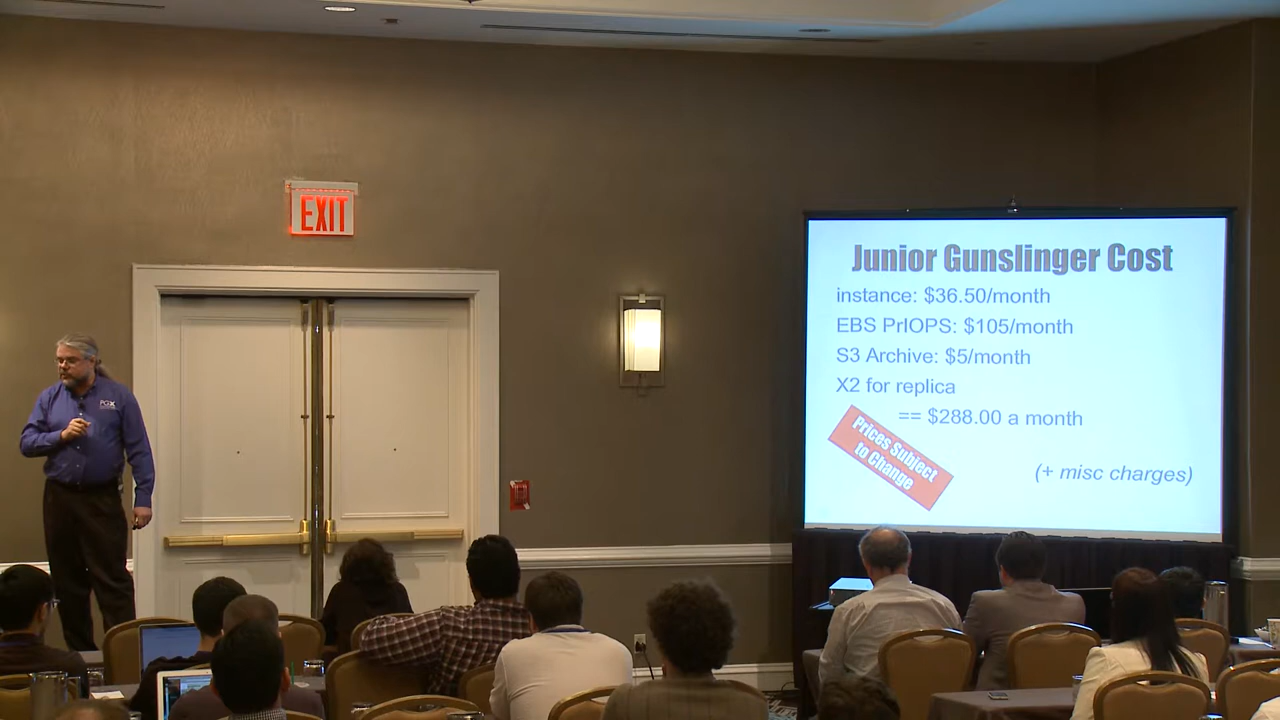 EXIT
PGX
Junior Gunslinger Cost
instance: $36.50/month
EBS PrIOPS: $105/month
S3 Archive: $5/month
X2 for replica
== $288.00 a month
Prices Subject
to Change
(+ misc charges)